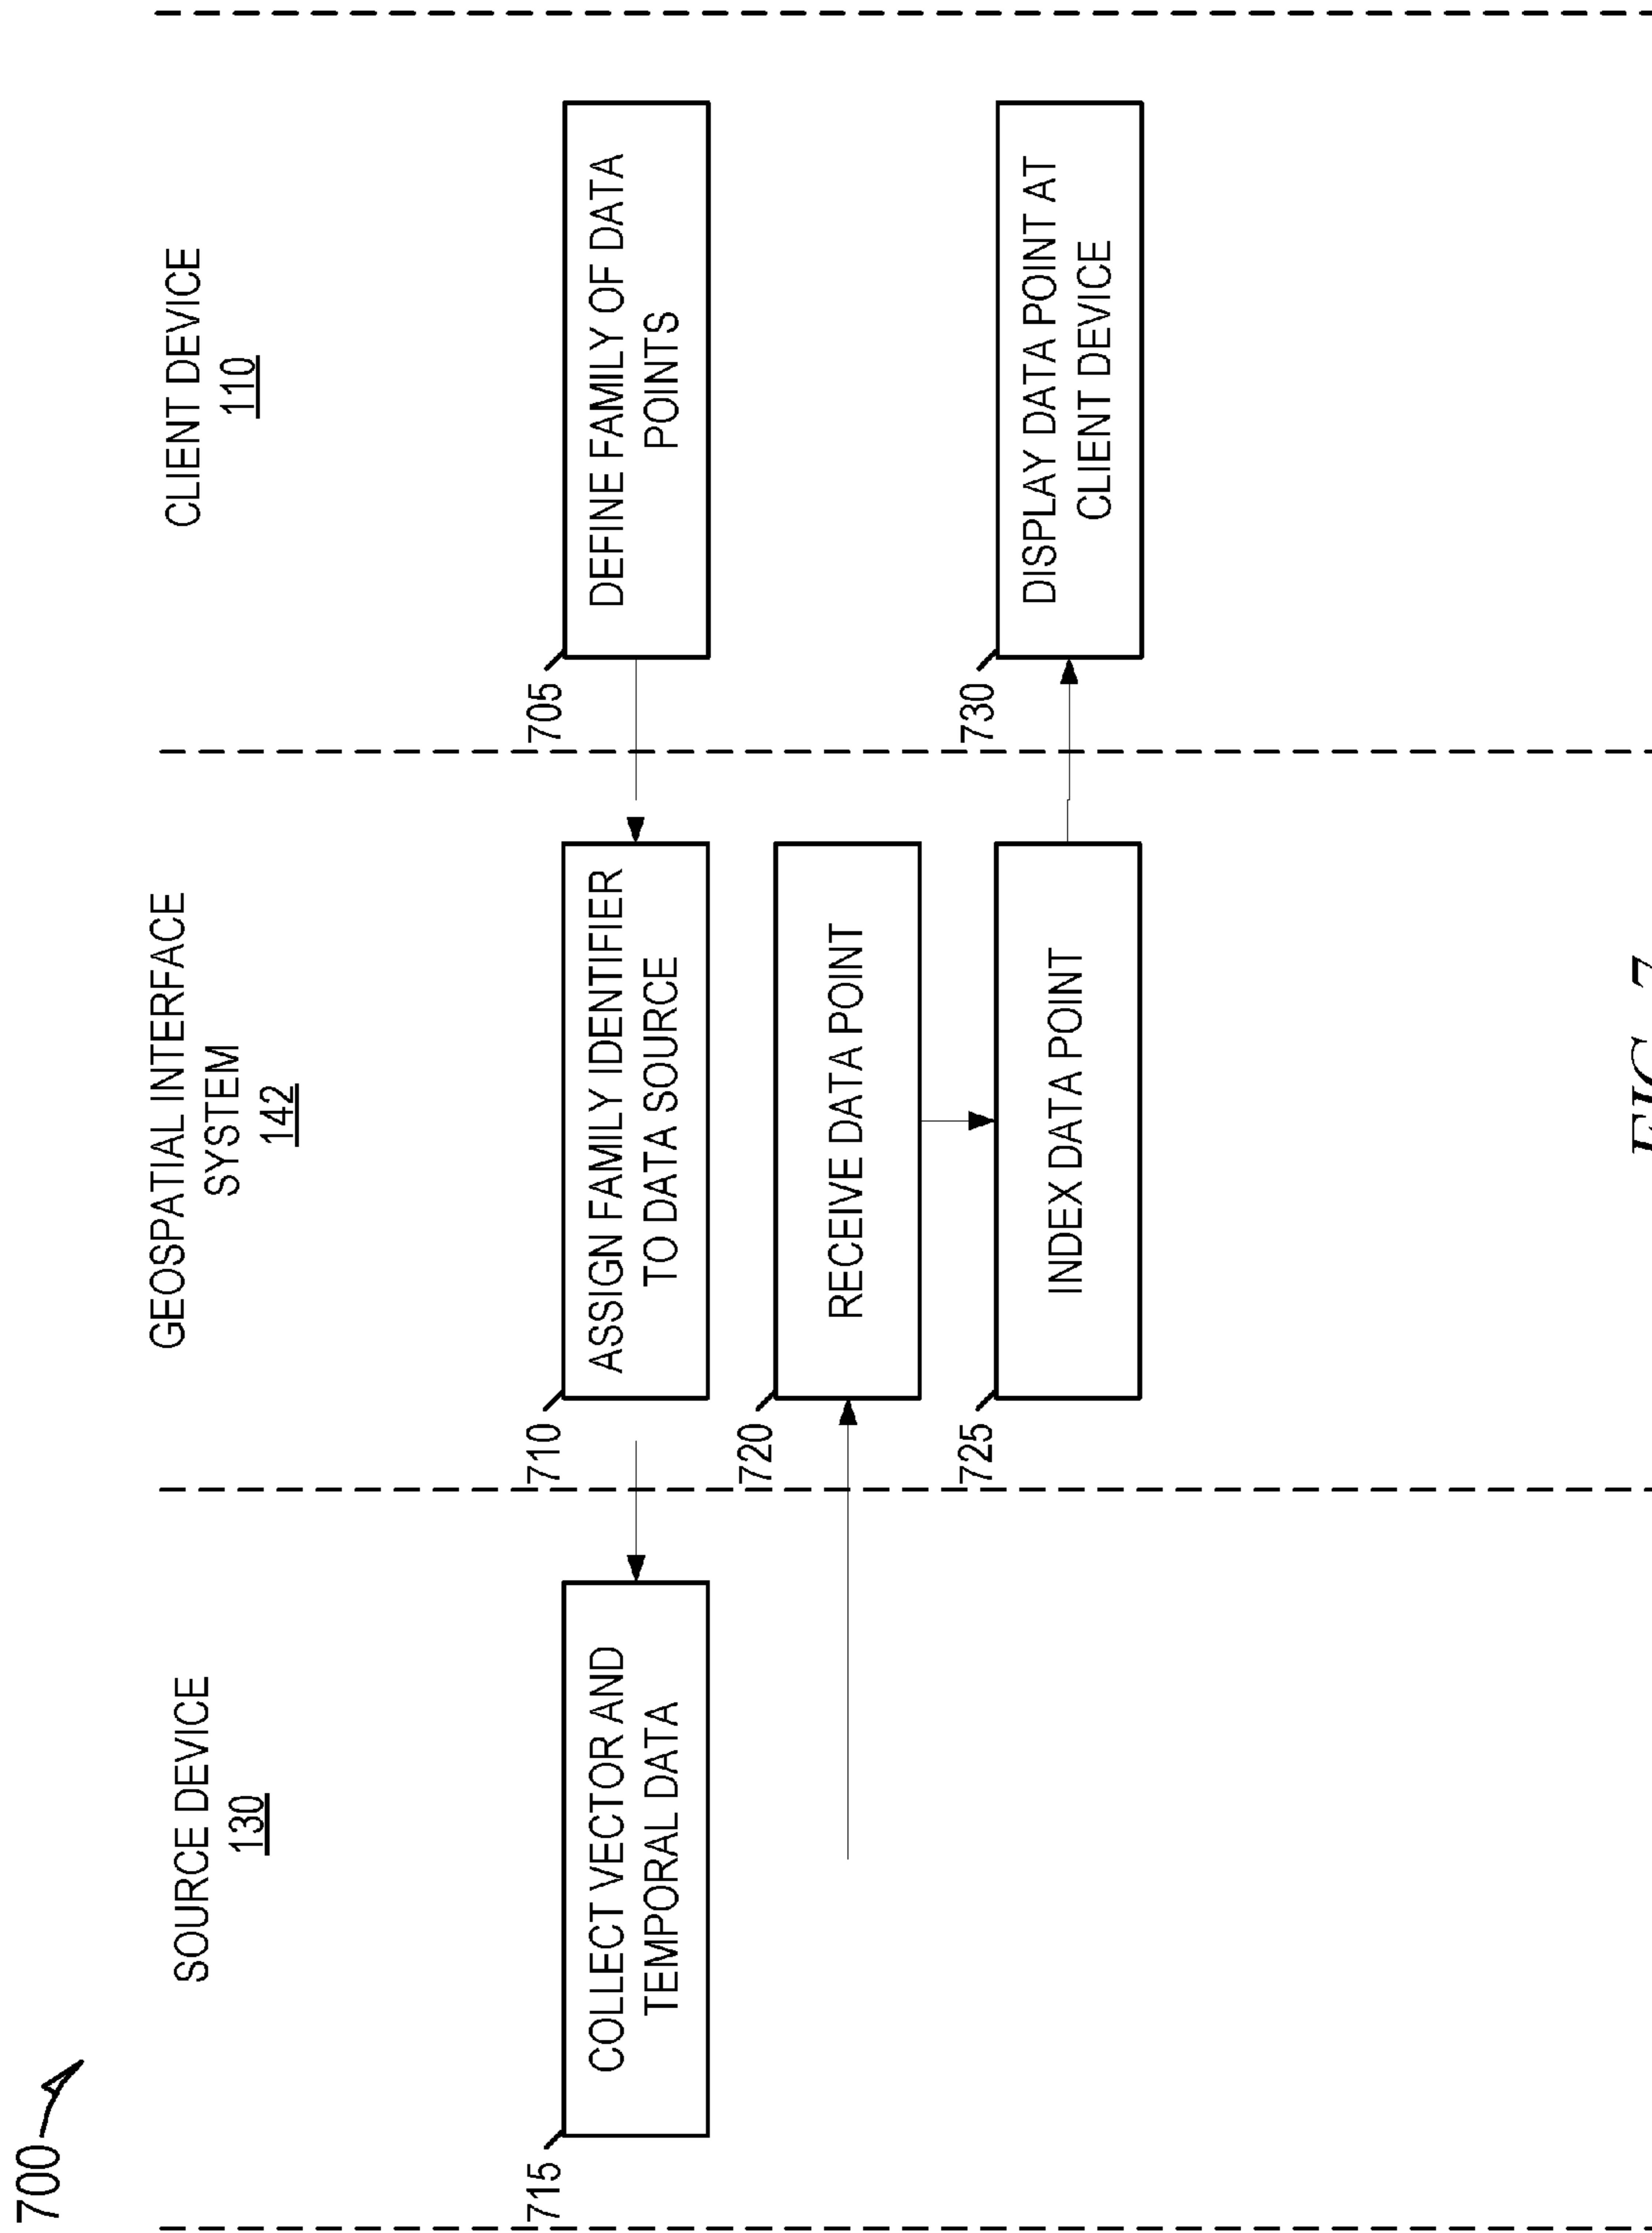 700
SOURCE DEVICE
130
GEOSPATIAL INTERFACE
SYSTEM
142
CLIENT DEVICE
110
715
COLLECT VECTOR AND
TEMPORAL DATA
710
ASSIGN FAMILY IDENTIFIER
TO DATA SOURCE
705
DEFINE FAMILY OF DATA
POINTS
720
RECEIVE DATA POINT
725
INDEX DATA POINT
730
DISPLAY DATA POINT AT
CLIENT DEVICE
FIG. 7